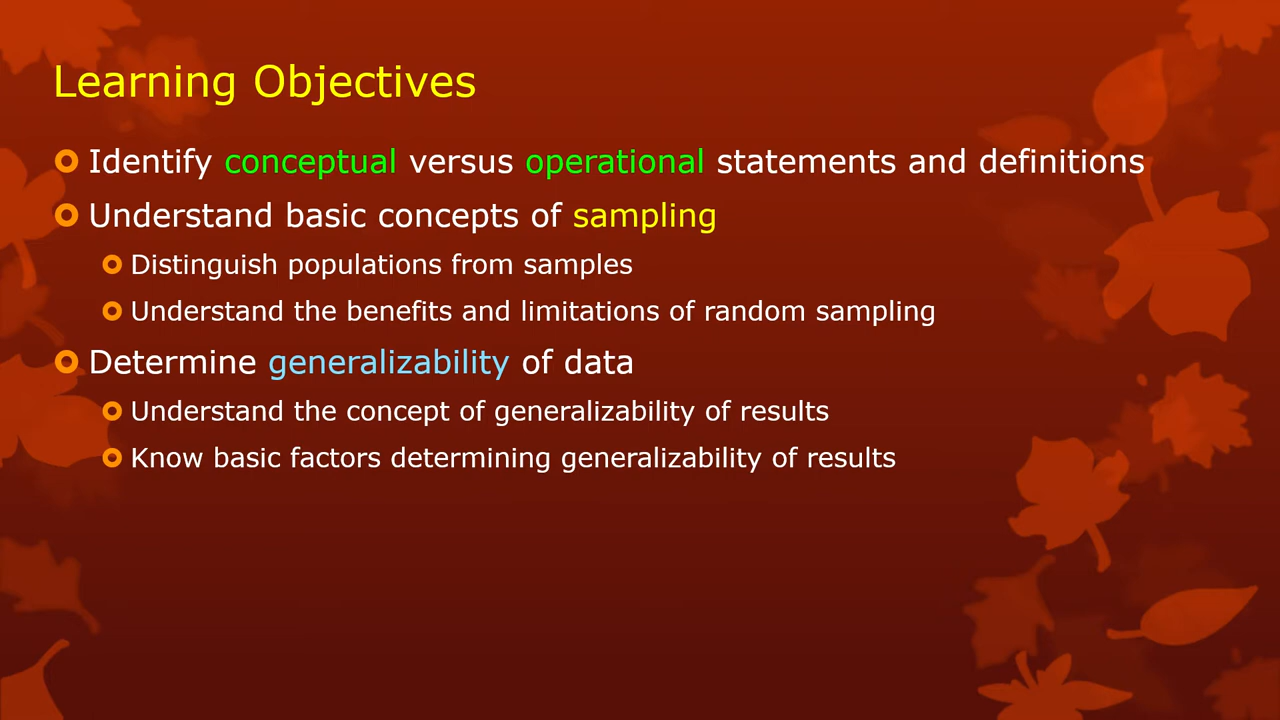 Learning Objectives
Identify conceptual versus operational statements and definitions
Understand basic concepts of sampling
Distinguish populations from samples
Understand the benefits and limitations of random sampling
Determine generalizability of data
Understand the concept of generalizability of results
Know basic factors determining generalizability of results